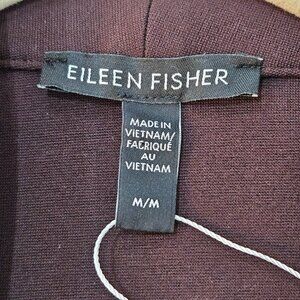 EILEEN FISHER
MADE IN
VIETNAM/
FABRIQUÉ
AU
VIETNAM
M/M